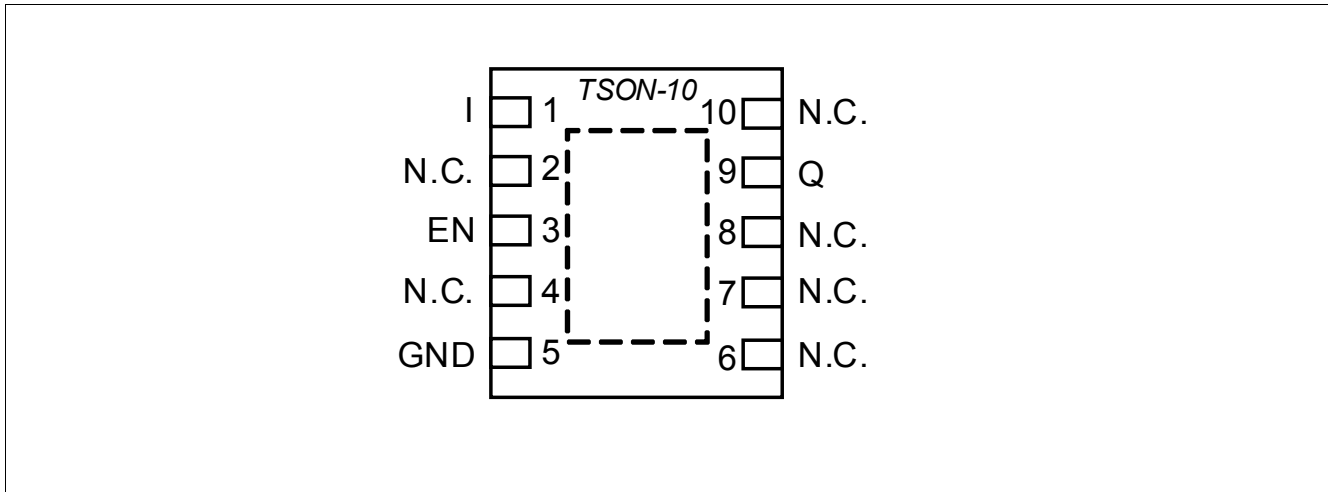 TSON-10
I 1 10 N.C.
N.C. 2 9 Q
EN 3 8 N.C.
N.C. 4 7 N.C.
GND 5 6 N.C.